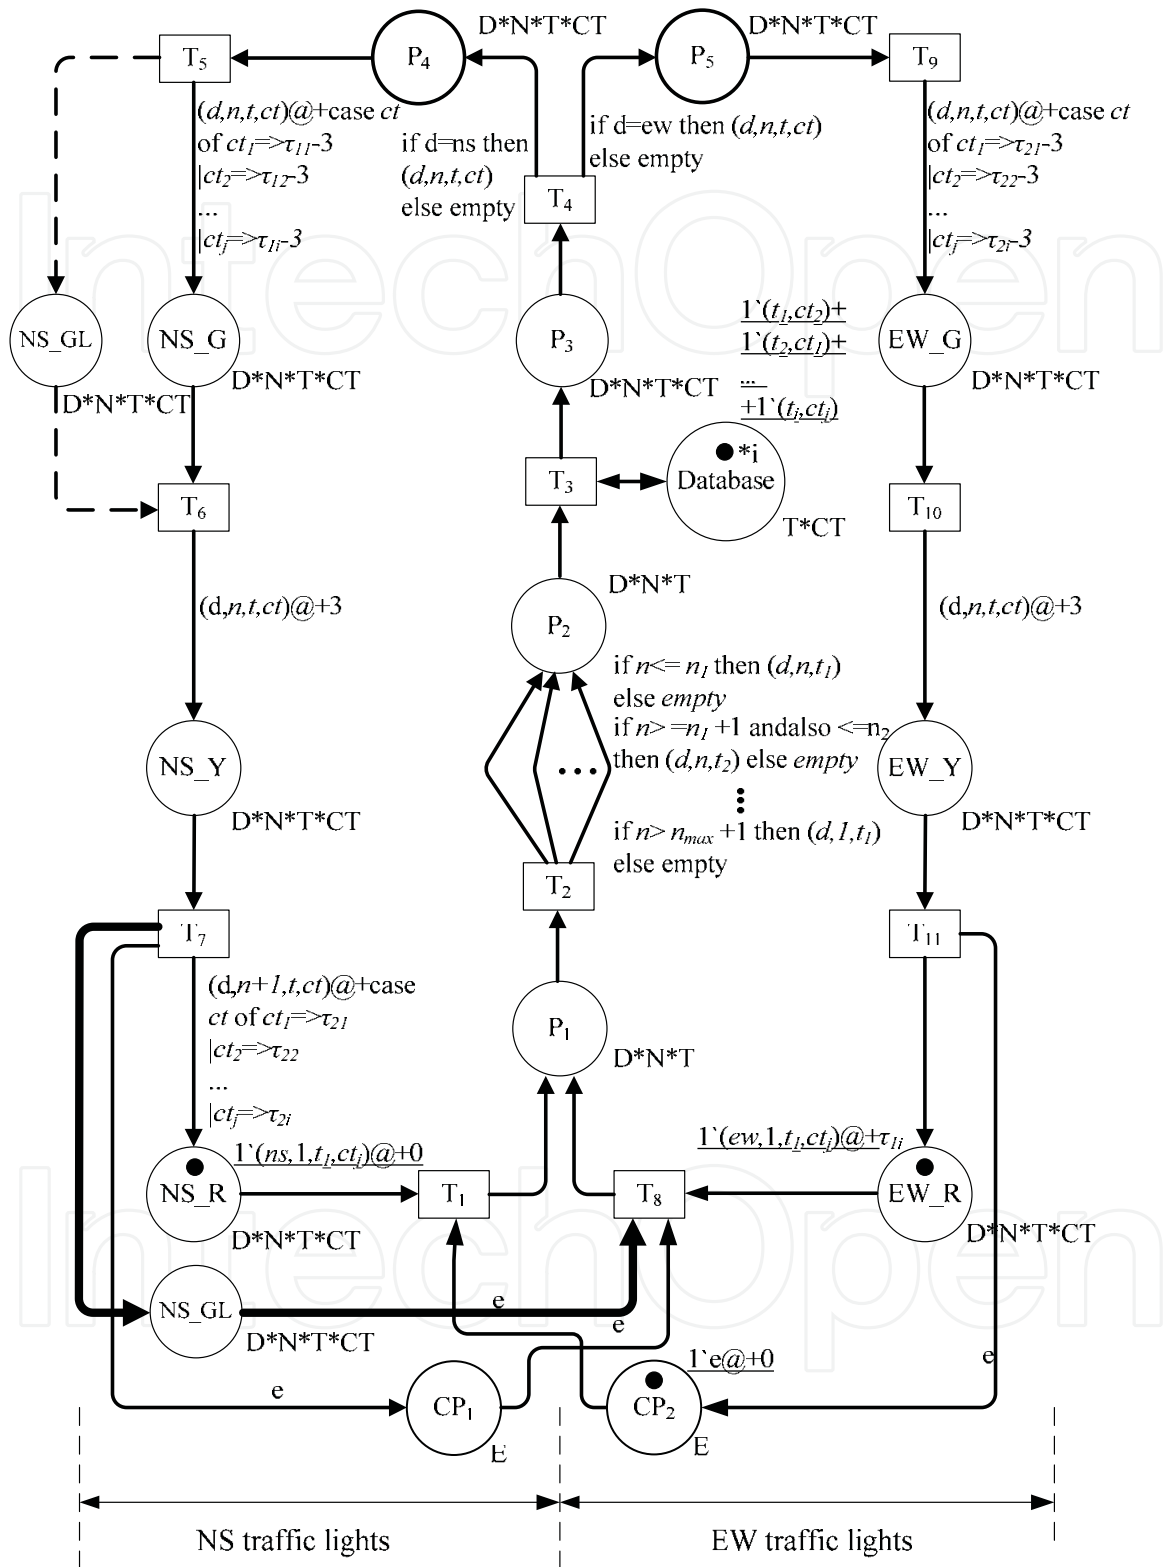 D*N*T*CT
D*N*T*CT
T5
P4
P5
T9
(d,n,t,ct)@+case ct
of ct1=>τ11-3
|ct2=>τ12-3
...
|ctj=>τ1i-3
if d=ns then
(d,n,t,ct)
else empty
if d=ew then (d,n,t,ct)
else empty
(d,n,t,ct)@+case ct
of ct1=>τ21-3
|ct2=>τ22-3
...
|ctj=>τ2i-3
T4
IntechOpen
NS_GL
NS_G
P3
1`(t1,ct2)+
1`(t2,ct1)+
...
+1`(ti,ctj)
EW_G
D*N*T*CT
D*N*T*CT
D*N*T*CT
D*N*T*CT
T3
*i
Database
T*CT
T6
T10
D*N*T
P2
(d,n,t,ct)@+3
(d,n,t,ct)@+3
if n<= n1 then (d,n,t1)
else empty
if n>=n1 +1 andalso <=n2
then (d,n,t2) else empty
if n> nmax +1 then (d,1,t1)
else empty
NS_Y
EW_Y
D*N*T*CT
D*N*T*CT
T2
T7
T11
(d,n+1,t,ct)@+case
ct of ct1=>τ21
|ct2=>τ22
...
|ctj=>τ2i
P1
D*N*T
1`(ns,1,t1,ctj)@+0
1`(ew,1,t1,ctj)@+τ1i
NS_R
T1
T8
EW_R
D*N*T*CT
D*N*T*CT
IntechOpen
NS_GL
e
e
D*N*T*CT
1`e@+0
e
e
CP1
CP2
E
E
NS traffic lights
EW traffic lights